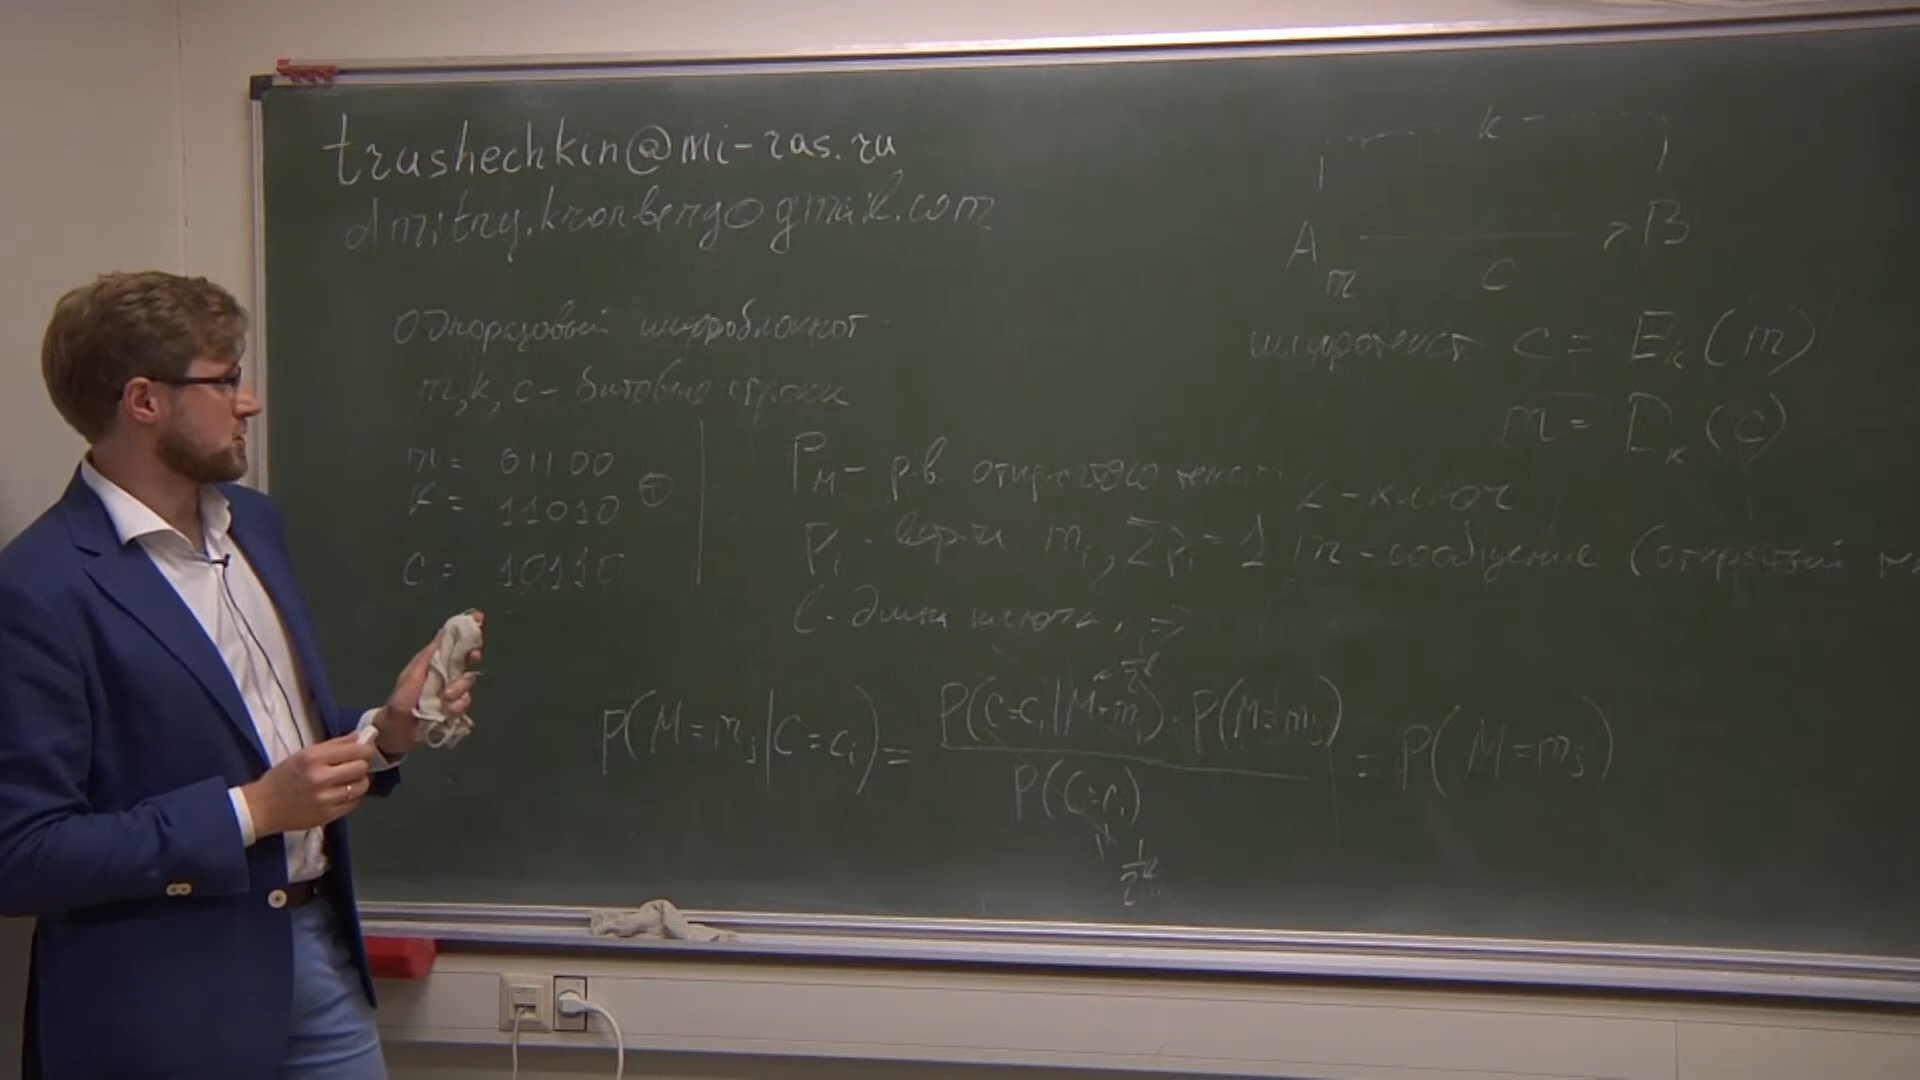 trushechkin@mi-ras.ru
dmitry.kronberg@gmail.com
Одноразовый шифроблокнот
m, k, c - битовые строки
m = 01100
k = 11010 ⊕
c = 10110
k
A → B
m c
шифротекст c = E_k(m)
m = D_k(c)
k - ключ
m - сообщение (открытый
P_M - р.в. открытого текста
p_i - вер-ти m_i, Σp_i = 1
l - длина ключа, ⇒
P(M=m_j|C=c_i) = P(C=c_i|M=m_j) · P(M=m_j) / P(C=c_i) = P(M=m_j)